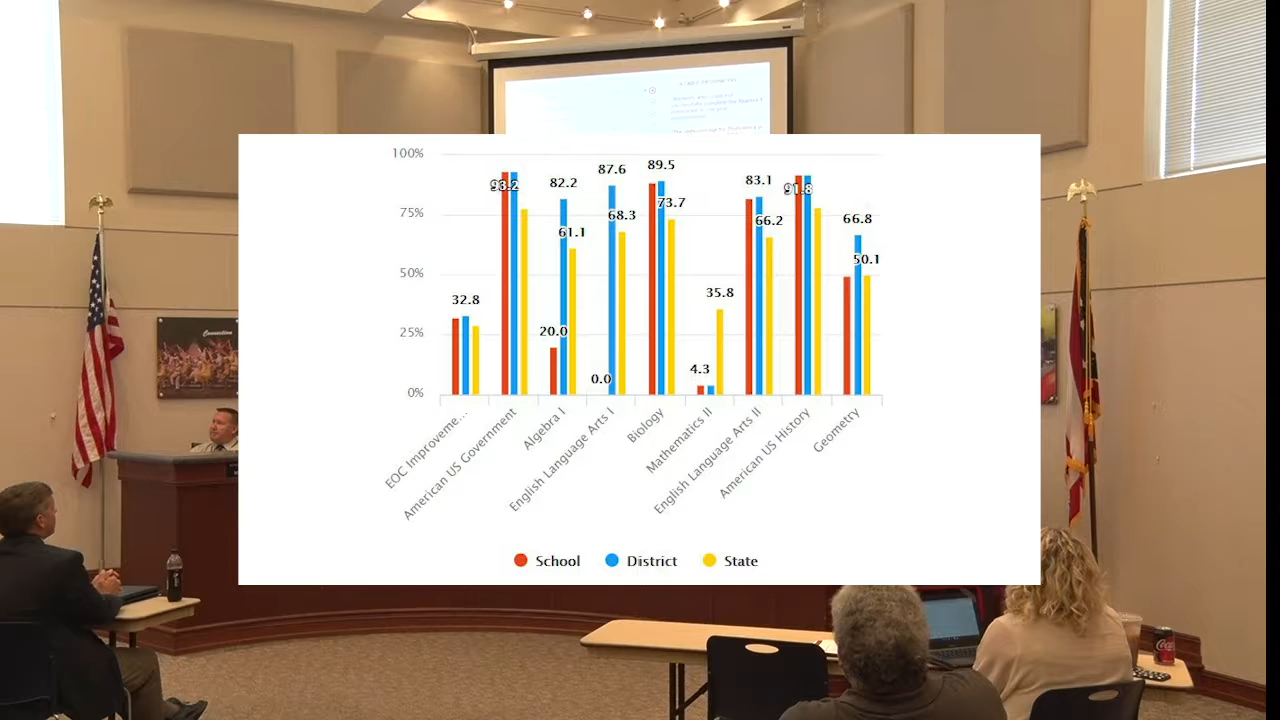 100%
75%
50%
25%
0%
32.8
93.2
82.2
20.0
61.1
87.6
0.0
68.3
89.5
73.7
4.3
35.8
83.1
66.2
91.8
66.8
50.1
EOC Improveme...
American US Government
Algebra I
English Language Arts I
Biology
Mathematics II
English Language Arts II
American US History
Geometry
School
District
State
Connection